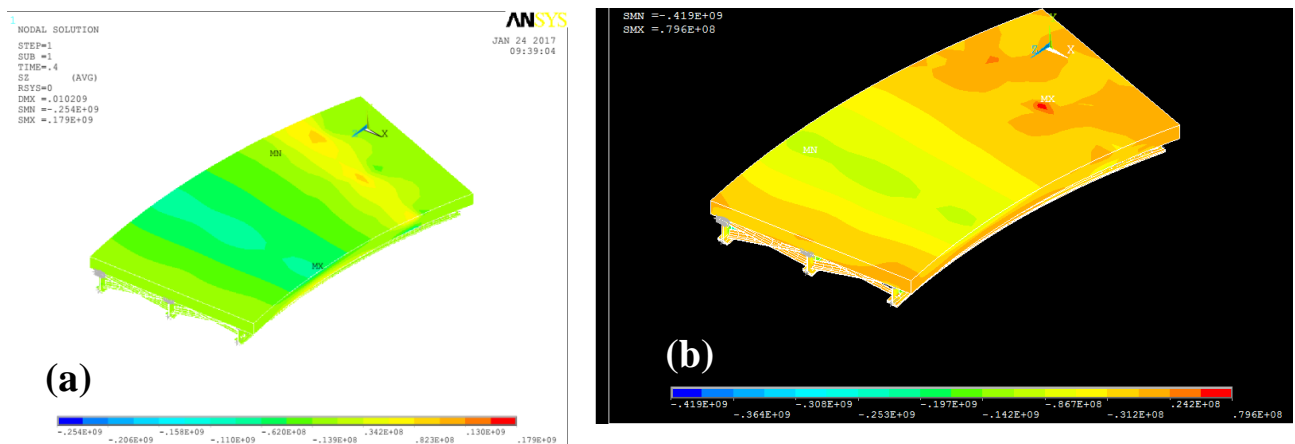 1
NODAL SOLUTION
STEP=1
SUB =1
TIME=.4
SZ (AVG)
RSYS=0
DMX =.010209
SMN =-.254E+09
SMX =.179E+09
ANSYS
JAN 24 2017
09:39:04
X
MN
MX
(a)
-.254E+09 -.206E+09 -.158E+09 -.110E+09 -.620E+08 -.139E+08 .342E+08 .823E+08 .130E+09 .179E+09
SMN =-.419E+09
SMX =.796E+08
Y
Z
X
MX
MN
(b)
-.419E+09 -.364E+09 -.308E+09 -.253E+09 -.197E+09 -.142E+09 -.867E+08 -.312E+08 .242E+08 .796E+08